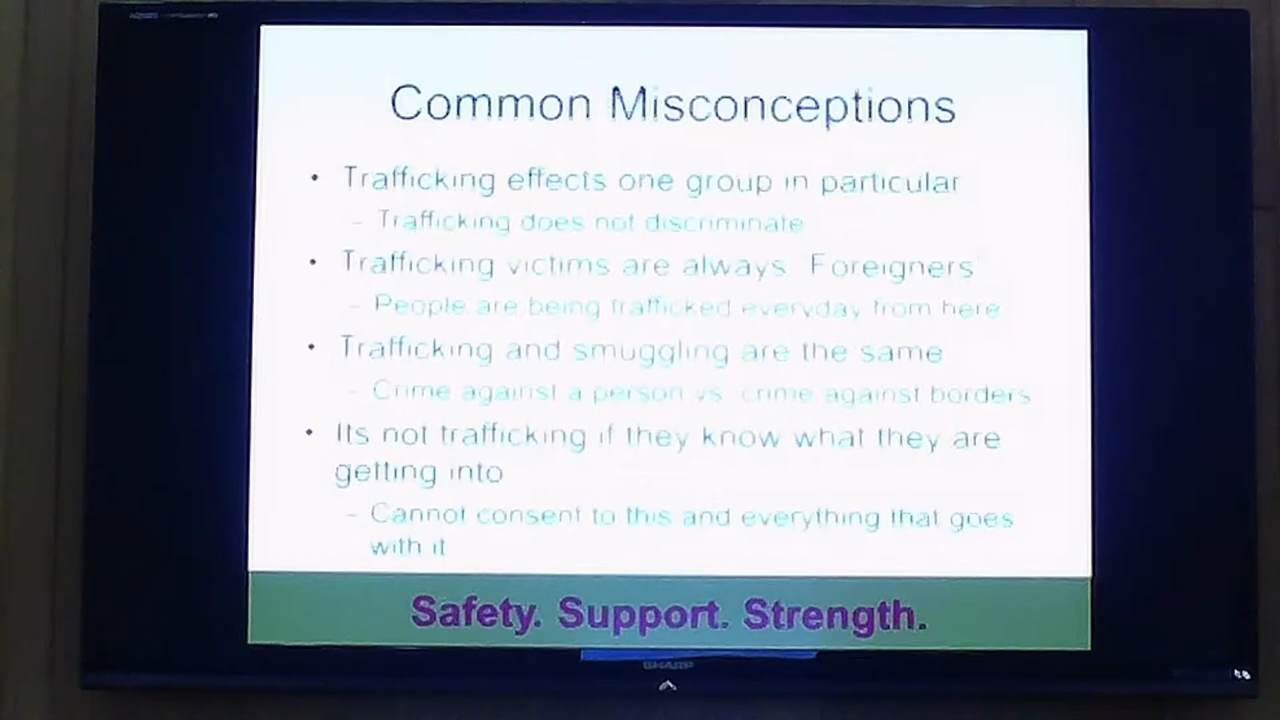 Common Misconceptions
• Trafficking effects one group in particular
– Trafficking does not discriminate
• Trafficking victims are always "Foreigners"
– People are being trafficked everyday from here
• Trafficking and smuggling are the same
– Crime against a person vs. crime against borders
• Its not trafficking if they know what they are
getting into
– Cannot consent to this and everything that goes
with it
Safety. Support. Strength.
SHARP